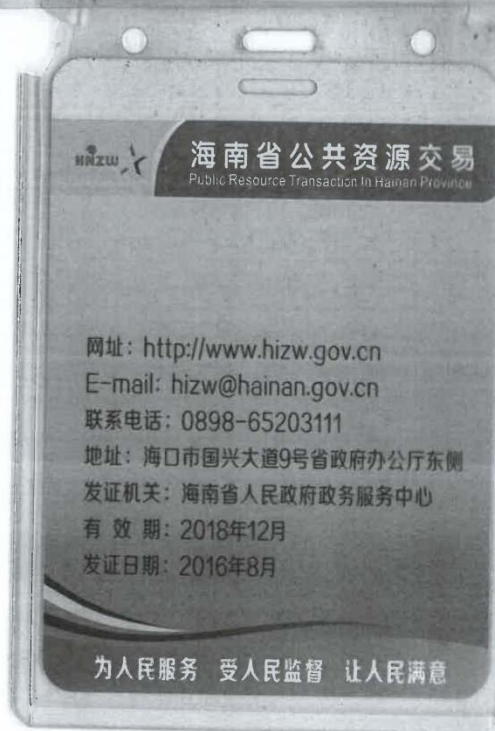 HNZW
海南省公共资源交易
Public Resource Transaction In Hainan Province
网址：http://www.hizw.gov.cn
E-mail：hizw@hainan.gov.cn
联系电话：0898-65203111
地址：海口市国兴大道9号省政府办公厅东侧
发证机关：海南省人民政府政务服务中心
有 效 期：2018年12月
发证日期：2016年8月
为人民服务 受人民监督 让人民满意